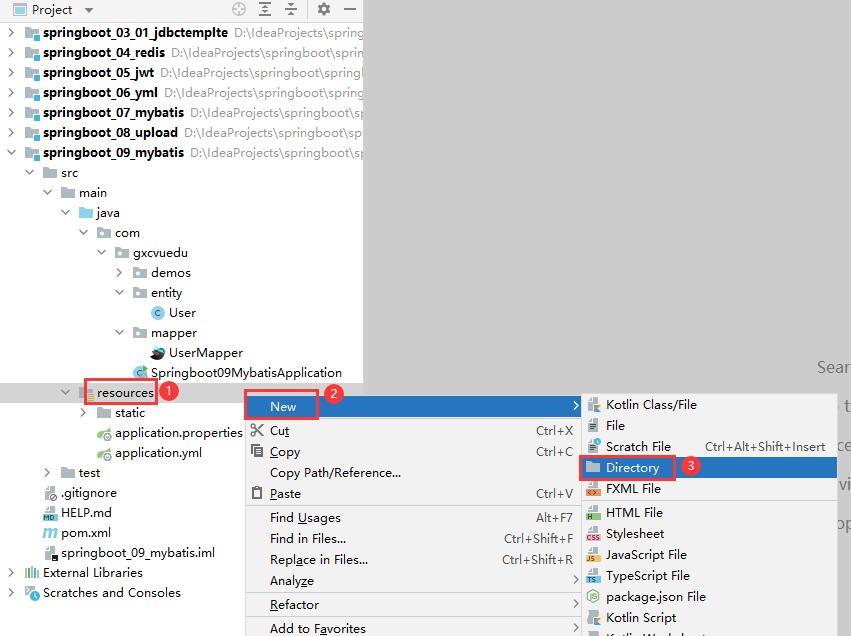 Project
springboot_03_01_jdbctemplte D:\IdeaProjects\spring
springboot_04_redis D:\IdeaProjects\springboot\sprin
springboot_05_jwt D:\IdeaProjects\springboot\spring
springboot_06_yml D:\IdeaProjects\springboot\spring
springboot_07_mybatis D:\IdeaProjects\springboot\s
springboot_08_upload D:\IdeaProjects\springboot\sp
springboot_09_mybatis D:\IdeaProjects\springboot\s
src
main
java
com
gxcvuedu
demos
entity
C User
mapper
UserMapper
Springboot09MybatisApplication
Sear
resources 1
static
application.properties
application.yml
test
.gitignore
MD HELP.md
m pom.xml
springboot_09_mybatis.iml
External Libraries
Scratches and Consoles
New 2
Cut Ctrl+X
Copy Ctrl+C
Copy Path/Reference...
Paste Ctrl+V
Find Usages Alt+F7
Find in Files... Ctrl+Shift+F
Replace in Files... Ctrl+Shift+R
Analyze
Refactor
Add to Favorites
Kotlin Class/File
File
Scratch File Ctrl+Alt+Shift+Insert
Directory 3
FXML File
HTML File
CSS Stylesheet
JS JavaScript File
TS TypeScript File
package.json File
Kotlin Script